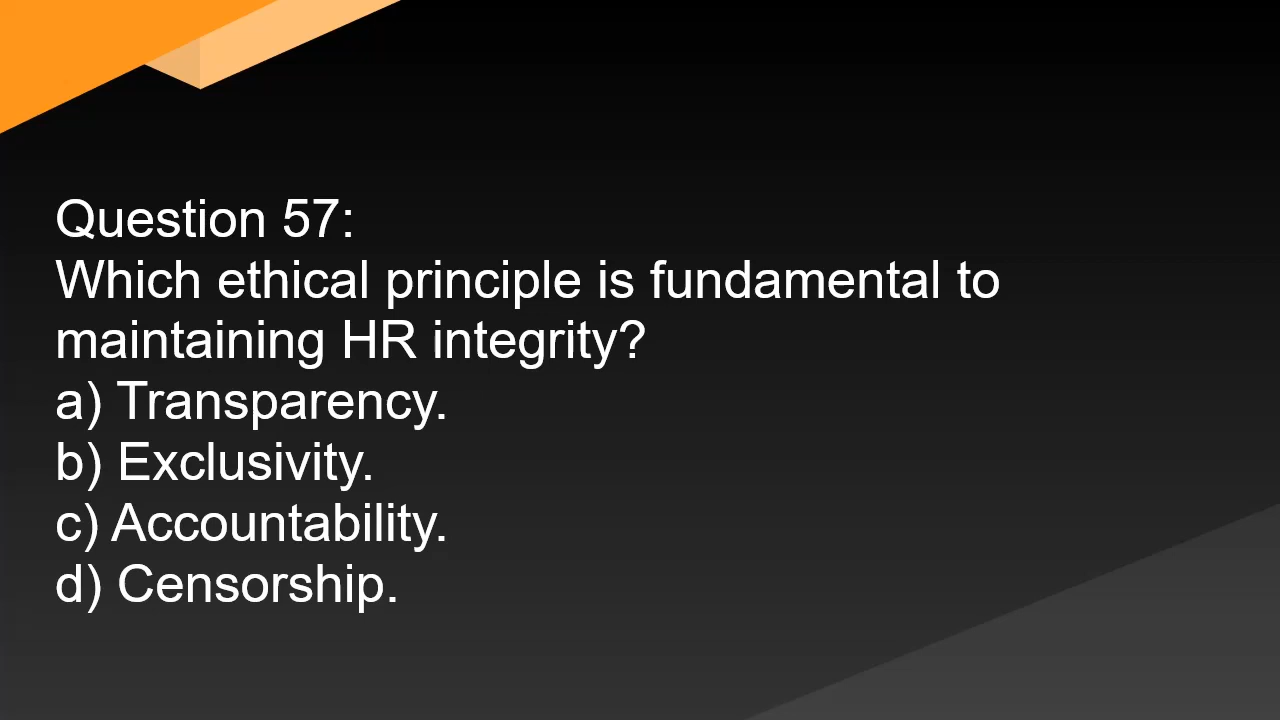 Question 57:
Which ethical principle is fundamental to
maintaining HR integrity?
a) Transparency.
b) Exclusivity.
c) Accountability.
d) Censorship.